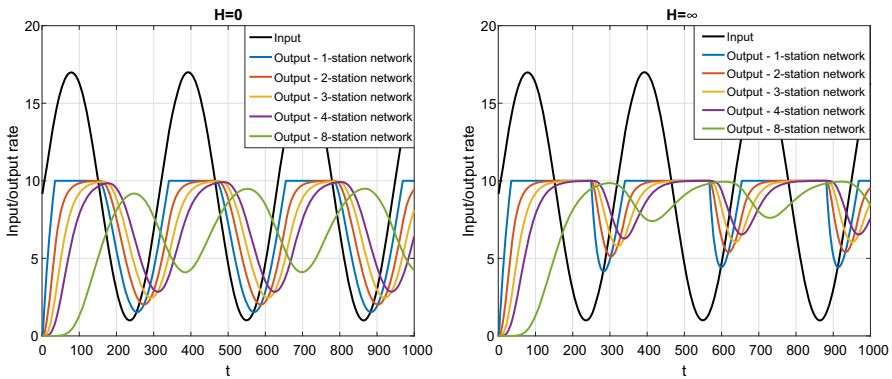 H=0
Input/output rate
20
15
10
5
0
Input
Output - 1-station network
Output - 2-station network
Output - 3-station network
Output - 4-station network
Output - 8-station network
0 100 200 300 400 500 600 700 800 900 1000
t
H=∞
Input/output rate
20
15
10
5
0
Input
Output - 1-station network
Output - 2-station network
Output - 3-station network
Output - 4-station network
Output - 8-station network
0 100 200 300 400 500 600 700 800 900 1000
t